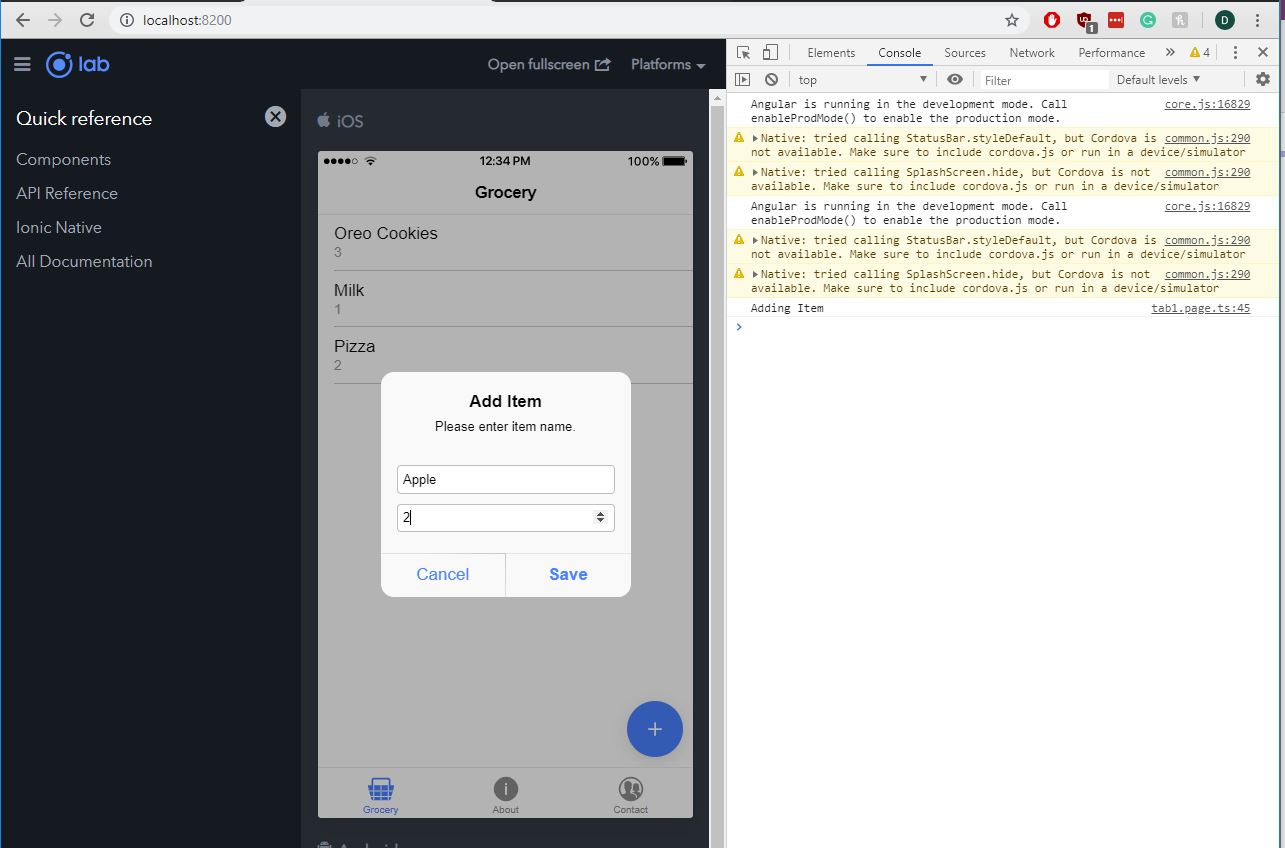 localhost:8200
1
D
lab
Open fullscreen
Platforms
Quick reference
Components
API Reference
Ionic Native
All Documentation
iOS
12:34 PM
100%
Grocery
Oreo Cookies
3
Milk
1
Pizza
2
Add Item
Please enter item name.
Apple
2
Cancel
Save
+
Grocery
About
Contact
Elements
Console
Sources
Network
Performance
4
top
Filter
Default levels
Angular is running in the development mode. Call core.js:16829
enableProdMode() to enable the production mode.
Native: tried calling StatusBar.styleDefault, but Cordova is common.js:290
not available. Make sure to include cordova.js or run in a device/simulator
Native: tried calling SplashScreen.hide, but Cordova is not common.js:290
available. Make sure to include cordova.js or run in a device/simulator
Angular is running in the development mode. Call core.js:16829
enableProdMode() to enable the production mode.
Native: tried calling StatusBar.styleDefault, but Cordova is common.js:290
not available. Make sure to include cordova.js or run in a device/simulator
Native: tried calling SplashScreen.hide, but Cordova is not common.js:290
available. Make sure to include cordova.js or run in a device/simulator
Adding Item tab1.page.ts:45